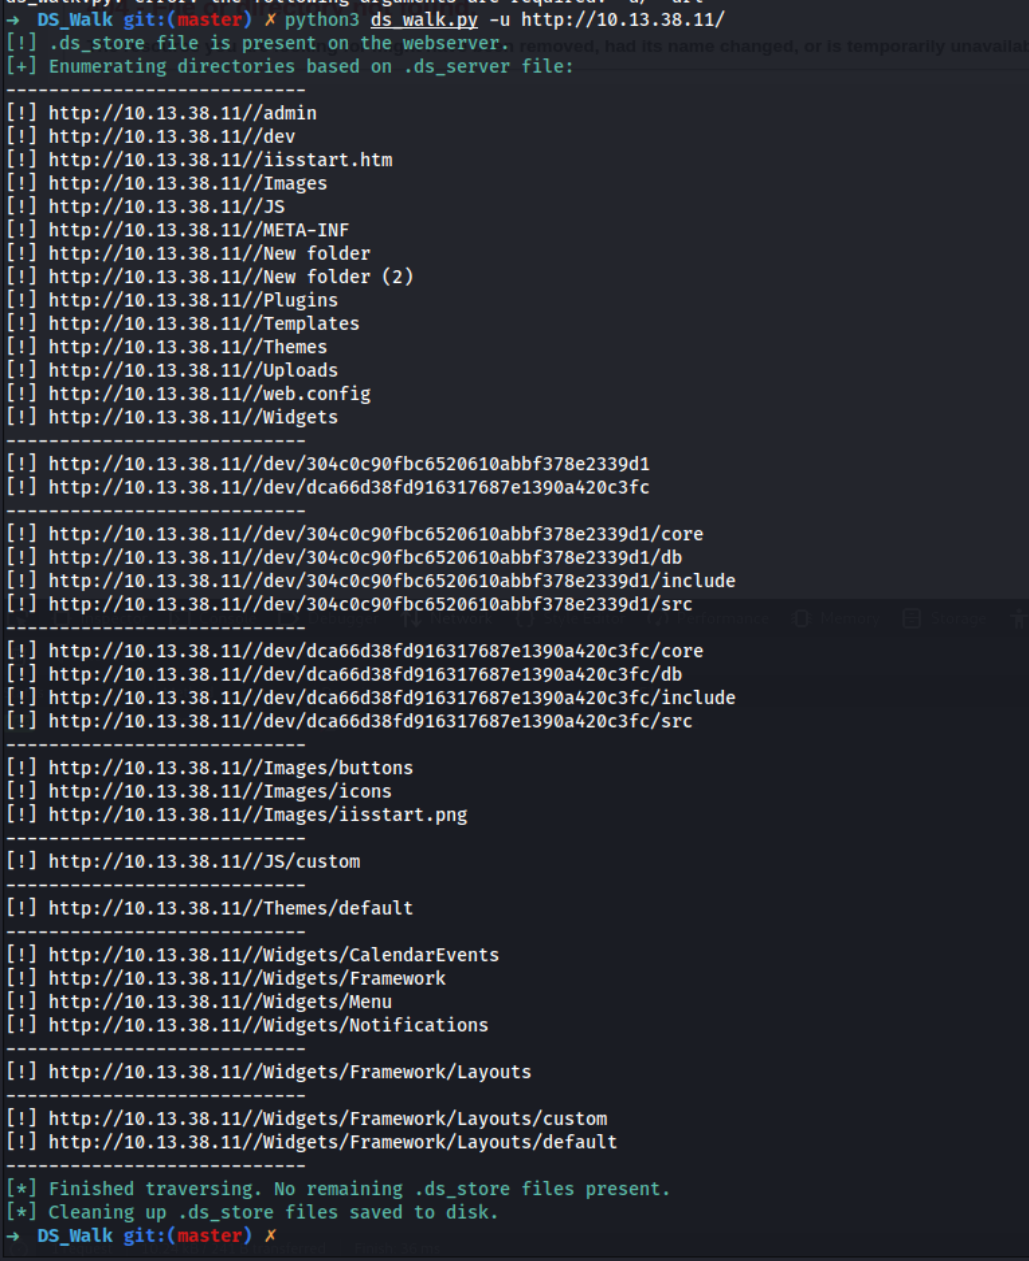 ➜ DS_Walk git:(master) ✗ python3 ds_walk.py -u http://10.13.38.11/
[!] .ds_store file is present on the webserver.
[+] Enumerating directories based on .ds_server file:
----------------------------
[!] http://10.13.38.11//admin
[!] http://10.13.38.11//dev
[!] http://10.13.38.11//iisstart.htm
[!] http://10.13.38.11//Images
[!] http://10.13.38.11//JS
[!] http://10.13.38.11//META-INF
[!] http://10.13.38.11//New folder
[!] http://10.13.38.11//New folder (2)
[!] http://10.13.38.11//Plugins
[!] http://10.13.38.11//Templates
[!] http://10.13.38.11//Themes
[!] http://10.13.38.11//Uploads
[!] http://10.13.38.11//web.config
[!] http://10.13.38.11//Widgets
----------------------------
[!] http://10.13.38.11//dev/304c0c90fbc6520610abbf378e2339d1
[!] http://10.13.38.11//dev/dca66d38fd916317687e1390a420c3fc
----------------------------
[!] http://10.13.38.11//dev/304c0c90fbc6520610abbf378e2339d1/core
[!] http://10.13.38.11//dev/304c0c90fbc6520610abbf378e2339d1/db
[!] http://10.13.38.11//dev/304c0c90fbc6520610abbf378e2339d1/include
[!] http://10.13.38.11//dev/304c0c90fbc6520610abbf378e2339d1/src
----------------------------
[!] http://10.13.38.11//dev/dca66d38fd916317687e1390a420c3fc/core
[!] http://10.13.38.11//dev/dca66d38fd916317687e1390a420c3fc/db
[!] http://10.13.38.11//dev/dca66d38fd916317687e1390a420c3fc/include
[!] http://10.13.38.11//dev/dca66d38fd916317687e1390a420c3fc/src
----------------------------
[!] http://10.13.38.11//Images/buttons
[!] http://10.13.38.11//Images/icons
[!] http://10.13.38.11//Images/iisstart.png
----------------------------
[!] http://10.13.38.11//JS/custom
----------------------------
[!] http://10.13.38.11//Themes/default
----------------------------
[!] http://10.13.38.11//Widgets/CalendarEvents
[!] http://10.13.38.11//Widgets/Framework
[!] http://10.13.38.11//Widgets/Menu
[!] http://10.13.38.11//Widgets/Notifications
----------------------------
[!] http://10.13.38.11//Widgets/Framework/Layouts
----------------------------
[!] http://10.13.38.11//Widgets/Framework/Layouts/custom
[!] http://10.13.38.11//Widgets/Framework/Layouts/default
----------------------------
[*] Finished traversing. No remaining .ds_store files present.
[*] Cleaning up .ds_store files saved to disk.
➜ DS_Walk git:(master) ✗